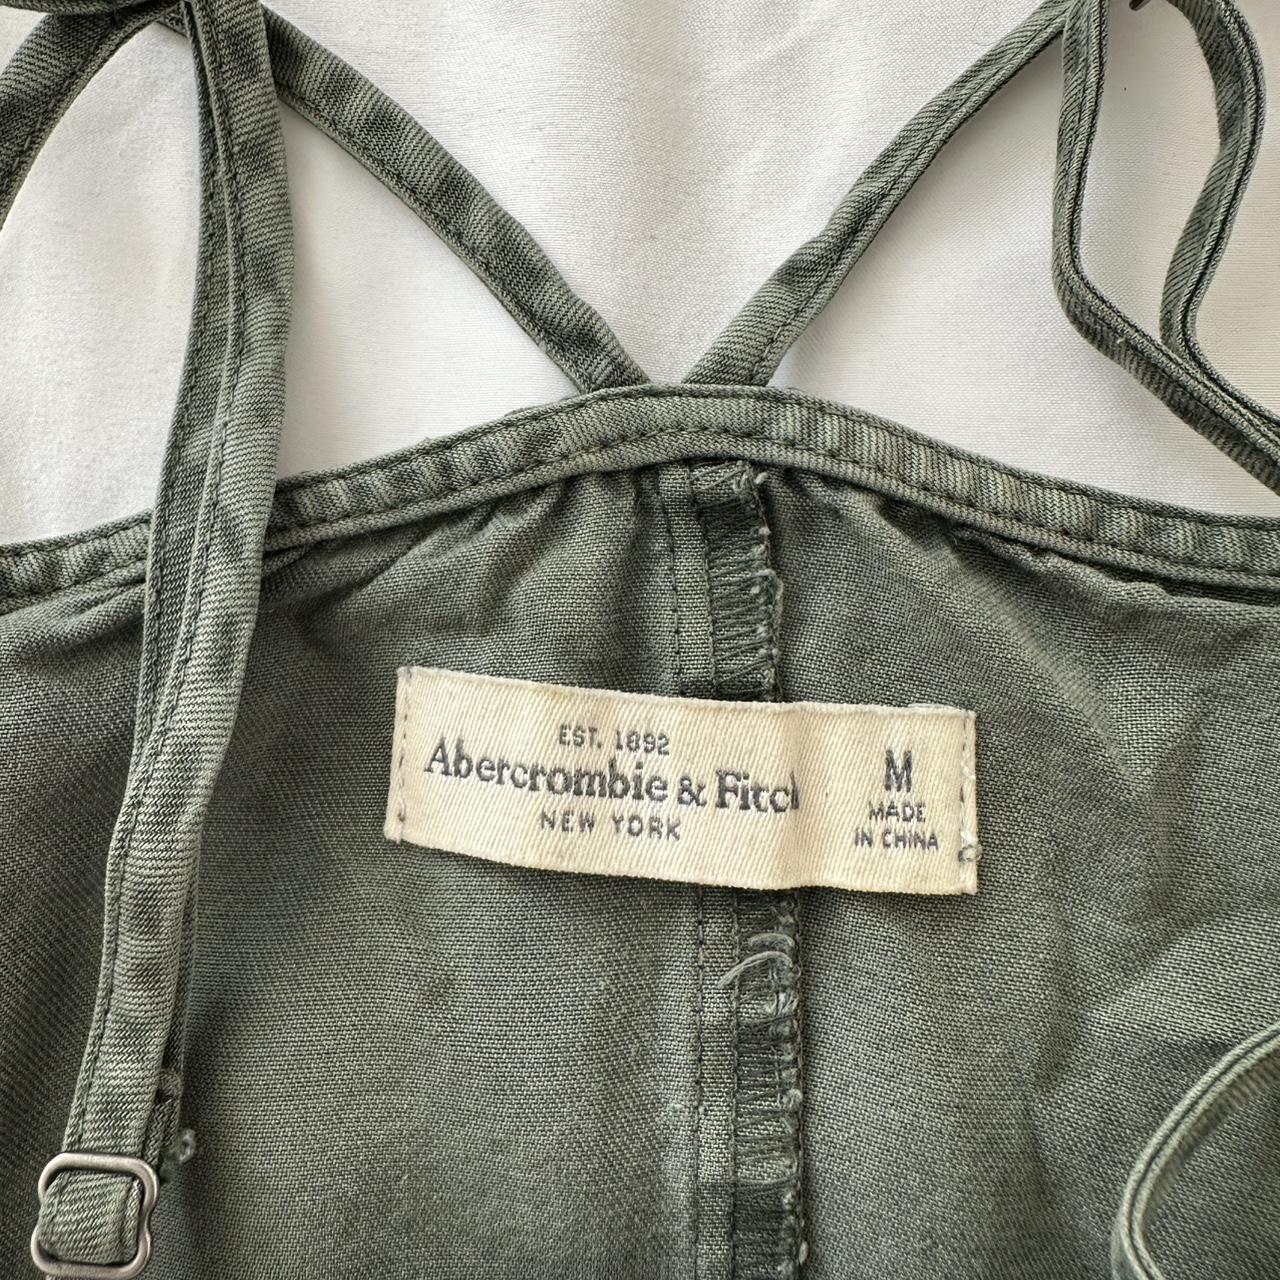 EST. 1892
Abercrombie & Fitch
NEW YORK
M
MADE
IN CHINA